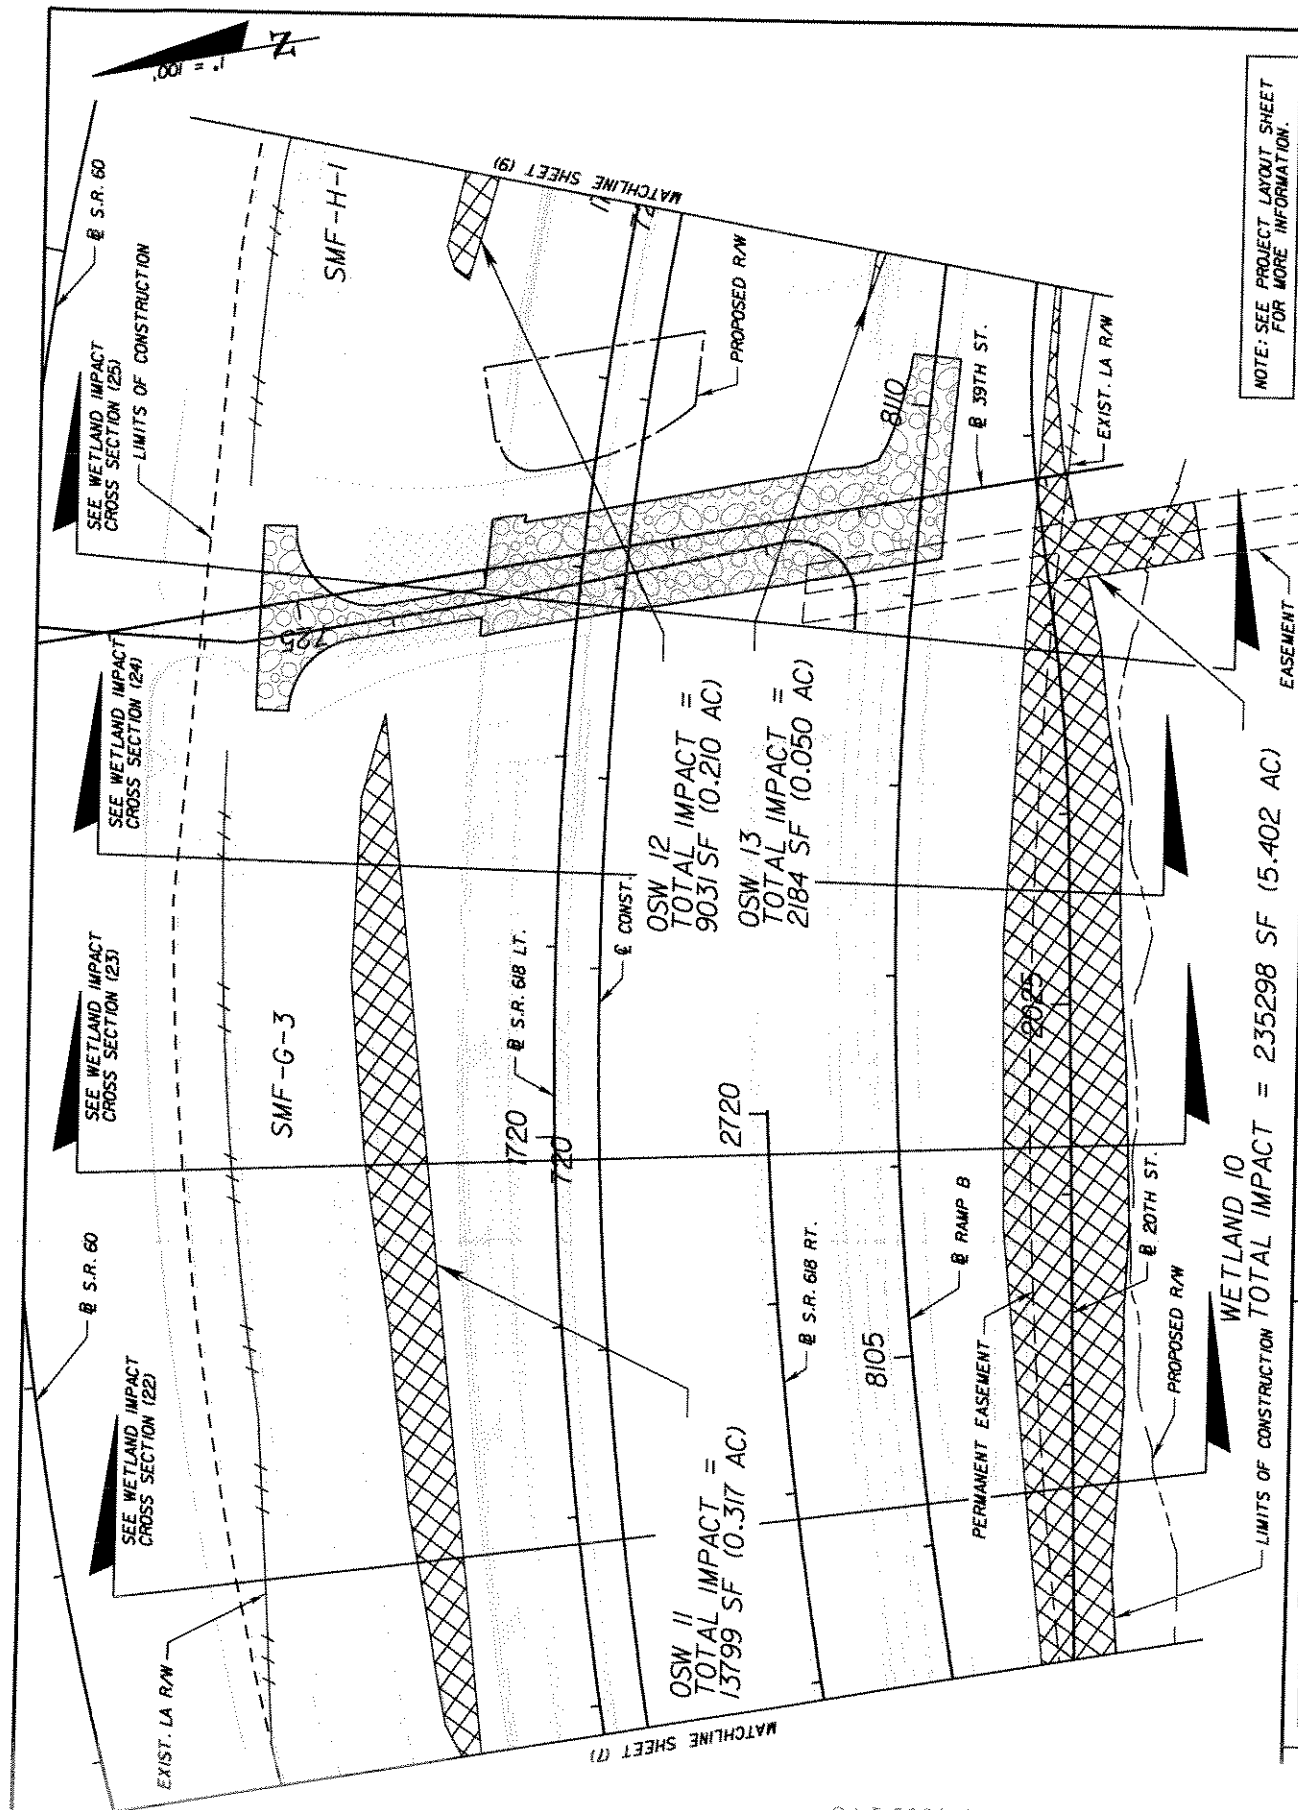 Z
1" = 100'
℄ S.R. 60
SEE WETLAND IMPACT
CROSS SECTION (22)
SEE WETLAND IMPACT
CROSS SECTION (23)
SEE WETLAND IMPACT
CROSS SECTION (24)
SEE WETLAND IMPACT
CROSS SECTION (25)
℄ S.R. 60
LIMITS OF CONSTRUCTION
EXIST. LA R/W
SMF-G-3
SMF-H-1
725
MATCHLINE SHEET (9)
1720
720
℄ S.R. 618 LT.
℄ CONST.
PROPOSED R/W
OSW 11
TOTAL IMPACT =
13799 SF (0.317 AC)
2720
℄ S.R. 618 RT.
OSW 12
TOTAL IMPACT =
9031 SF (0.210 AC)
OSW 13
TOTAL IMPACT =
2184 SF (0.050 AC)
MATCHLINE SHEET (7)
8105
℄ RAMP B
8110
℄ 39TH ST.
PERMANENT EASEMENT
2025
EXIST. LA R/W
℄ 20TH ST.
PROPOSED R/W
EASEMENT
WETLAND 10
TOTAL IMPACT = 235298 SF (5.402 AC)
LIMITS OF CONSTRUCTION
NOTE: SEE PROJECT LAYOUT SHEET
FOR MORE INFORMATION.